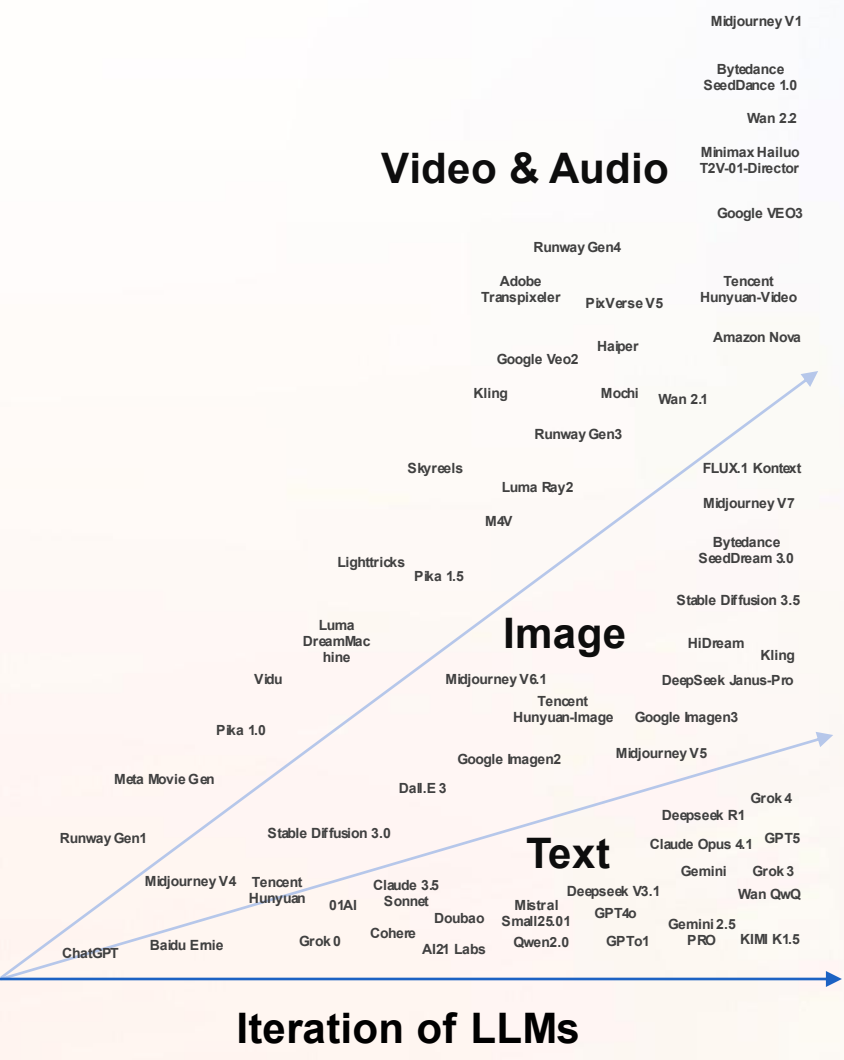 Midjourney V1
Bytedance
SeedDance 1.0
Wan 2.2
Video & Audio
Minimax Hailuo
T2V-01-Director
Google VEO3
Runway Gen4
Adobe
Transpixeler
PixVerse V5
Tencent
Hunyuan-Video
Amazon Nova
Haiper
Google Veo2
Kling
Mochi
Wan 2.1
Runway Gen3
Skyreels
FLUX.1 Kontext
Luma Ray2
Midjourney V7
M4V
Bytedance
SeedDream 3.0
Lighttricks
Pika 1.5
Stable Diffusion 3.5
Luma
DreamMac
hine
Image
HiDream
Kling
Vidu
Midjourney V6.1
DeepSeek Janus-Pro
Tencent
Hunyuan-Image
Google Imagen3
Pika 1.0
Google Imagen2
Midjourney V5
Meta Movie Gen
Dall.E 3
Grok 4
Deepseek R1
Runway Gen1
Stable Diffusion 3.0
Text
Claude Opus 4.1
GPT5
Gemini
Grok 3
Midjourney V4
Tencent
Hunyuan
Claude 3.5
Sonnet
01AI
Deepseek V3.1
Wan QwQ
Doubao
Mistral
Small25.01
GPT4o
Gemini 2.5
PRO
KIMI K1.5
ChatGPT
Baidu Ernie
Grok 0
Cohere
AI21 Labs
Qwen2.0
GPTo1
Iteration of LLMs